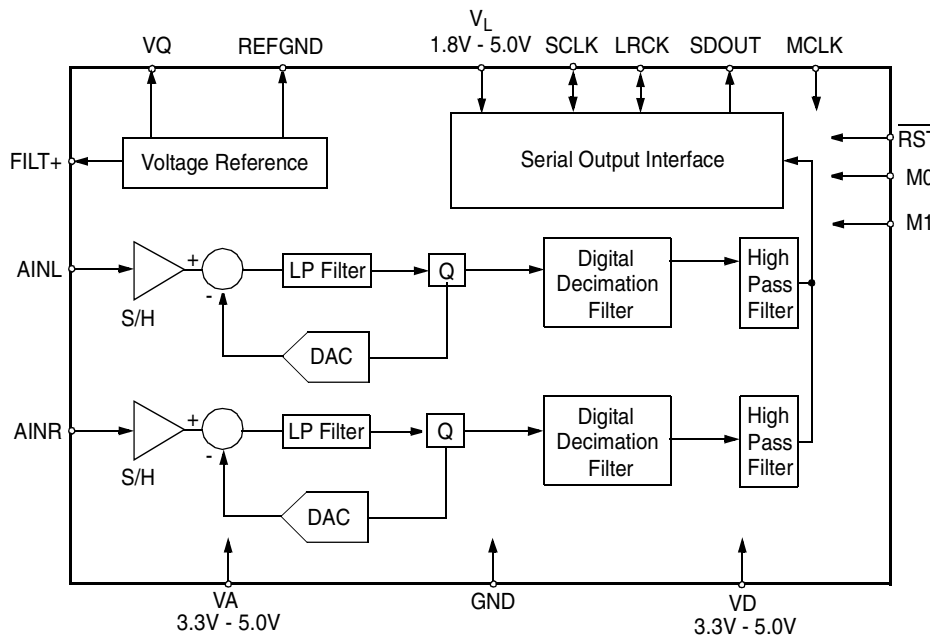 VQ
REFGND
VL
1.8V - 5.0V
SCLK
LRCK
SDOUT
MCLK
FILT+
Voltage Reference
Serial Output Interface
RST
M0
M1
AINL
+
-
S/H
LP Filter
Q
DAC
Digital
Decimation
Filter
High
Pass
Filter
AINR
+
-
S/H
LP Filter
Q
DAC
Digital
Decimation
Filter
High
Pass
Filter
VA
3.3V - 5.0V
GND
VD
3.3V - 5.0V